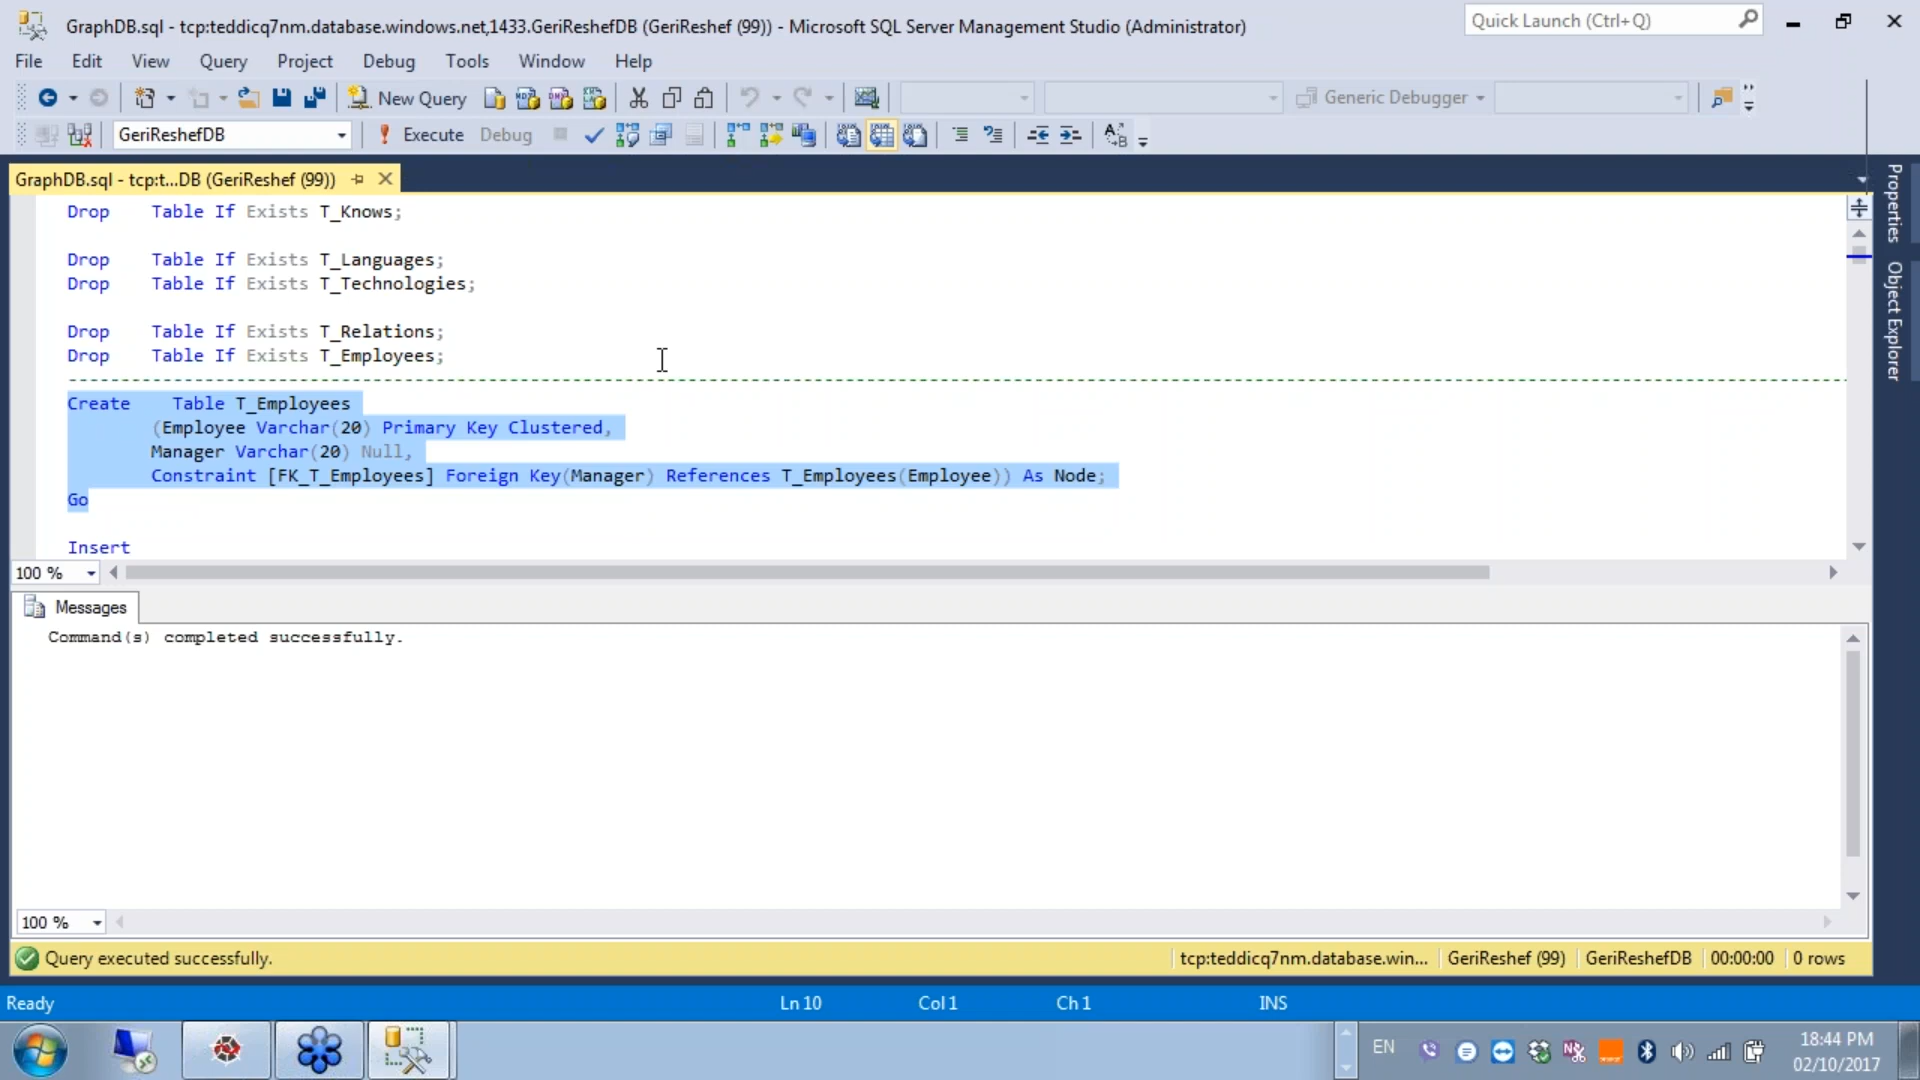 GraphDB.sql - tcp:teddicq7nm.database.windows.net,1433.GeriReshefDB (GeriReshef (99)) - Microsoft SQL Server Management Studio (Administrator)
Quick Launch (Ctrl+Q)
File Edit View Query Project Debug Tools Window Help
New Query
Generic Debugger
GeriReshefDB
Execute Debug
GraphDB.sql - tcp:t...DB (GeriReshef (99))
Properties
Object Explorer
Drop Table If Exists T_Knows;
Drop Table If Exists T_Languages;
Drop Table If Exists T_Technologies;
Drop Table If Exists T_Relations;
Drop Table If Exists T_Employees;
Create Table T_Employees
(Employee Varchar(20) Primary Key Clustered,
Manager Varchar(20) Null,
Constraint [FK_T_Employees] Foreign Key(Manager) References T_Employees(Employee)) As Node;
Go
Insert
100 %
Messages
Command(s) completed successfully.
100 %
Query executed successfully.
tcp:teddicq7nm.database.win... GeriReshef (99) GeriReshefDB 00:00:00 0 rows
Ready Ln 10 Col 1 Ch 1 INS
EN
18:44 PM
02/10/2017